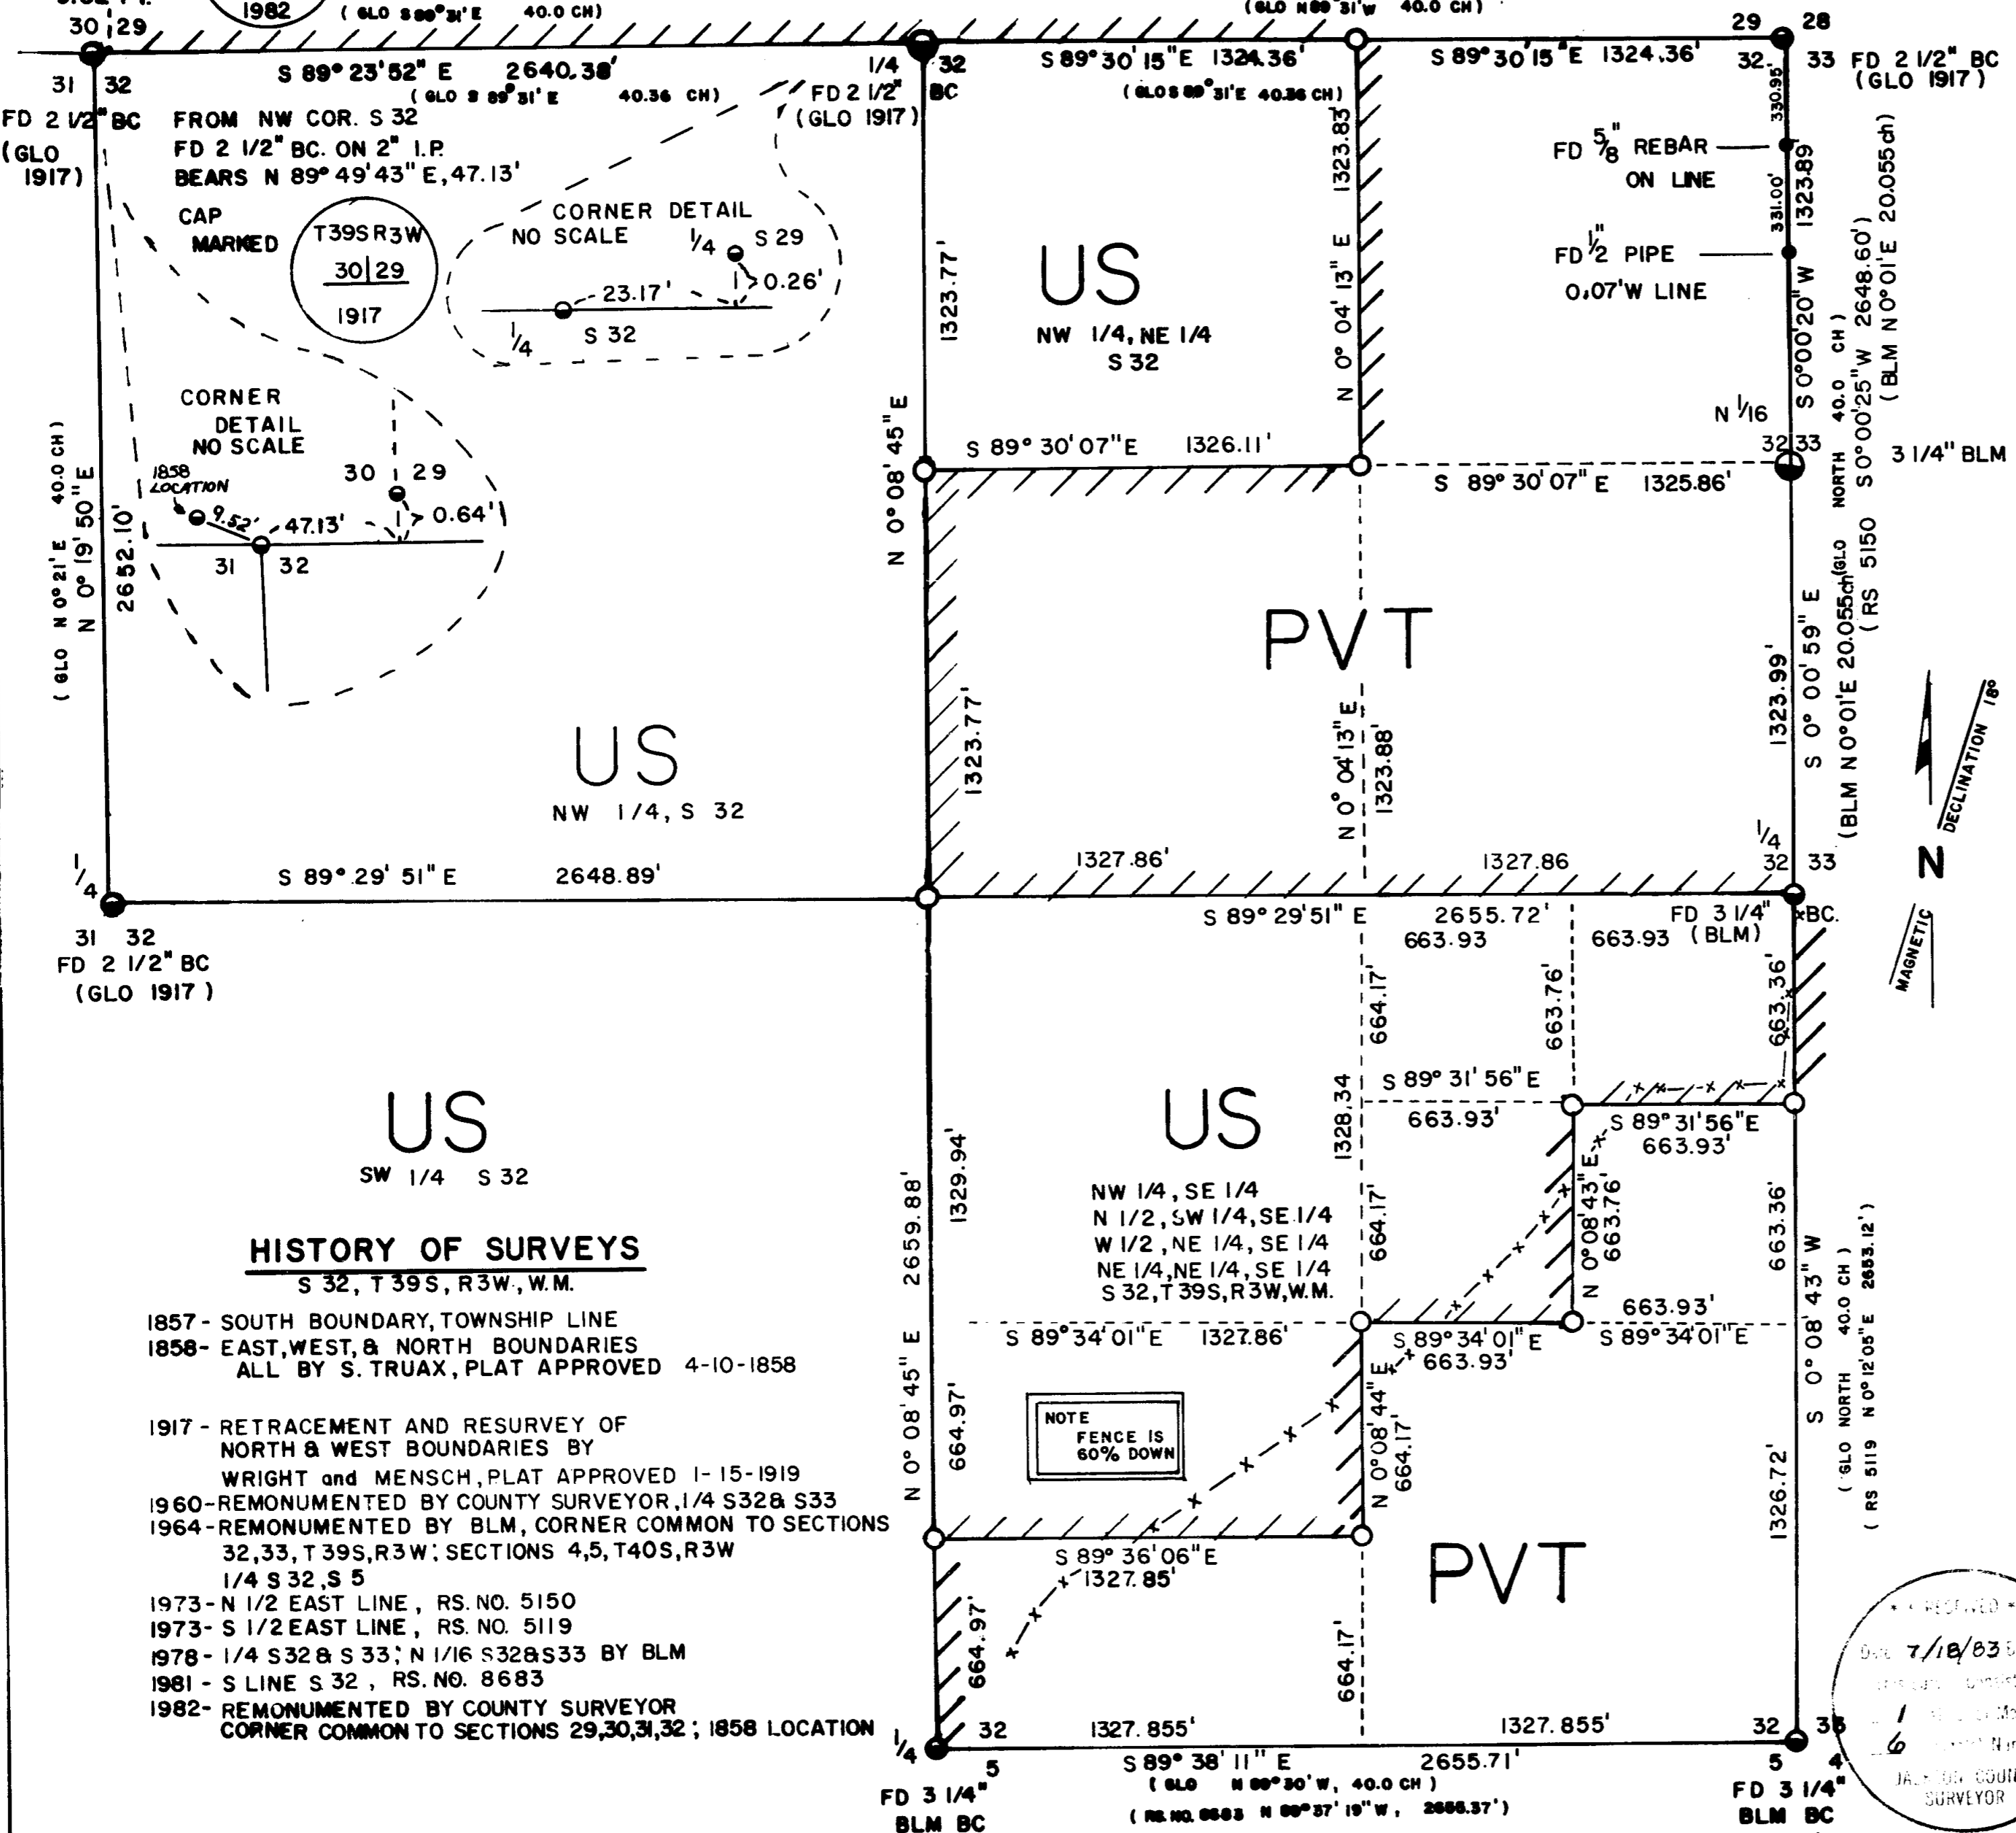 1982
( GLO S 89° 31' E 40.0 CH )
( GLO N 89° 31' W 40.0 CH )
30 29
29 28
S 89° 23' 52" E 2640.38'
( GLO S 89° 31' E 40.36 CH )
1/4 32
FD 2 1/2" BC
(GLO 1917)
S 89° 30' 15" E 1324.36'
( GLO S 89° 31' E 40.36 CH )
S 89° 30' 15" E 1324.36'
32 33
FD 2 1/2" BC
(GLO 1917)
31 32
FD 2 1/2" BC
(GLO
1917)
FROM NW COR. S 32
FD 2 1/2" BC. ON 2" I.P.
BEARS N 89° 49' 43" E, 47.13'
CAP
MARKED
T39S R3W
30 | 29
1917
CORNER DETAIL
NO SCALE
1/4 S 29
0.26'
23.17'
1/4 S 32
CORNER
DETAIL
NO SCALE
1858
LOCATION
30 29
9.52'
47.13'
0.64'
31 32
( GLO N 0° 21' E 40.0 CH )
N 0° 19' 50" E
2652.10'
1323.77'
N 0° 08' 45" E
US
NW 1/4, NE 1/4
S 32
1323.83'
N 0° 04' 13" E
330.95
FD 5/8" REBAR
ON LINE
331.00'
1323.89'
FD 1/2" PIPE
0.07' W LINE
S 0° 00' 20" W
( GLO NORTH 40.0 CH )
( RS 5150 S 0° 00' 25" W 2648.60')
( BLM N 0° 01' E 20.055 ch)
N 1/16
32 33
3 1/4" BLM
S 89° 30' 07" E 1326.11'
S 89° 30' 07" E 1325.86'
PVT
1323.77'
N 0° 04' 13" E
1323.88'
1323.99'
S 0° 00' 59" E
(BLM N 0° 01' E 20.055 ch
US
NW 1/4, S 32
DECLINATION 18°
N
MAGNETIC
1/4
S 89° 29' 51" E 2648.89'
31 32
FD 2 1/2" BC
(GLO 1917 )
1327.86'
1327.86
1/4
32 33
S 89° 29' 51" E 2655.72'
FD 3 1/4" BC.
(BLM)
663.93
663.93
664.17'
663.76'
663.36'
S 89° 31' 56" E
663.93'
S 89° 31' 56" E
663.93'
US
SW 1/4 S 32
US
NW 1/4, SE 1/4
N 1/2, SW 1/4, SE 1/4
W 1/2, NE 1/4, SE 1/4
NE 1/4, NE 1/4, SE 1/4
S 32, T39S, R3W, W.M.
2659.88'
1329.94'
1328.34
664.17'
N 0° 08' 43" E
663.76'
663.36'
S 0° 08' 43" W
( GLO NORTH 40.0 CH )
( RS 5119 N 0° 12' 05" E 2653.12')
S 89° 34' 01" E 1327.86'
S 89° 34' 01" E
663.93'
663.93'
S 89° 34' 01" E
HISTORY OF SURVEYS
S 32, T 39S, R3W, W.M.
1857- SOUTH BOUNDARY, TOWNSHIP LINE
1858- EAST, WEST, & NORTH BOUNDARIES
ALL BY S. TRUAX, PLAT APPROVED 4-10-1858
1917 - RETRACEMENT AND RESURVEY OF
NORTH & WEST BOUNDARIES BY
WRIGHT and MENSCH, PLAT APPROVED 1-15-1919
1960-REMONUMENTED BY COUNTY SURVEYOR, 1/4 S32 & S33
1964-REMONUMENTED BY BLM, CORNER COMMON TO SECTIONS
32,33, T 39S, R3W; SECTIONS 4,5, T40S, R3W
1/4 S 32, S 5
1973- N 1/2 EAST LINE, RS. NO. 5150
1973- S 1/2 EAST LINE, RS. NO. 5119
1978- 1/4 S32 & S 33; N 1/16 S32&S33 BY BLM
1981 - S LINE S 32, RS. NO. 8683
1982- REMONUMENTED BY COUNTY SURVEYOR
CORNER COMMON TO SECTIONS 29,30,31,32; 1858 LOCATION
N 0° 08' 45" E
664.97'
NOTE
FENCE IS
60% DOWN
N 0° 08' 44" E
664.17'
1326.72'
S 89° 36' 06" E
1327.85'
PVT
664.97'
664.17'
RECEIVED
7/18/83
1
6
COUN
SURVEYOR
1/4
32
5
1327.855'
1327.855'
32
5 4
S 89° 38' 11" E 2655.71'
( GLO N 89° 30' W, 40.0 CH )
( RS. NO. 8683 N 89° 37' 19" W, 2656.37')
FD 3 1/4"
BLM BC
FD 3 1/4"
BLM BC